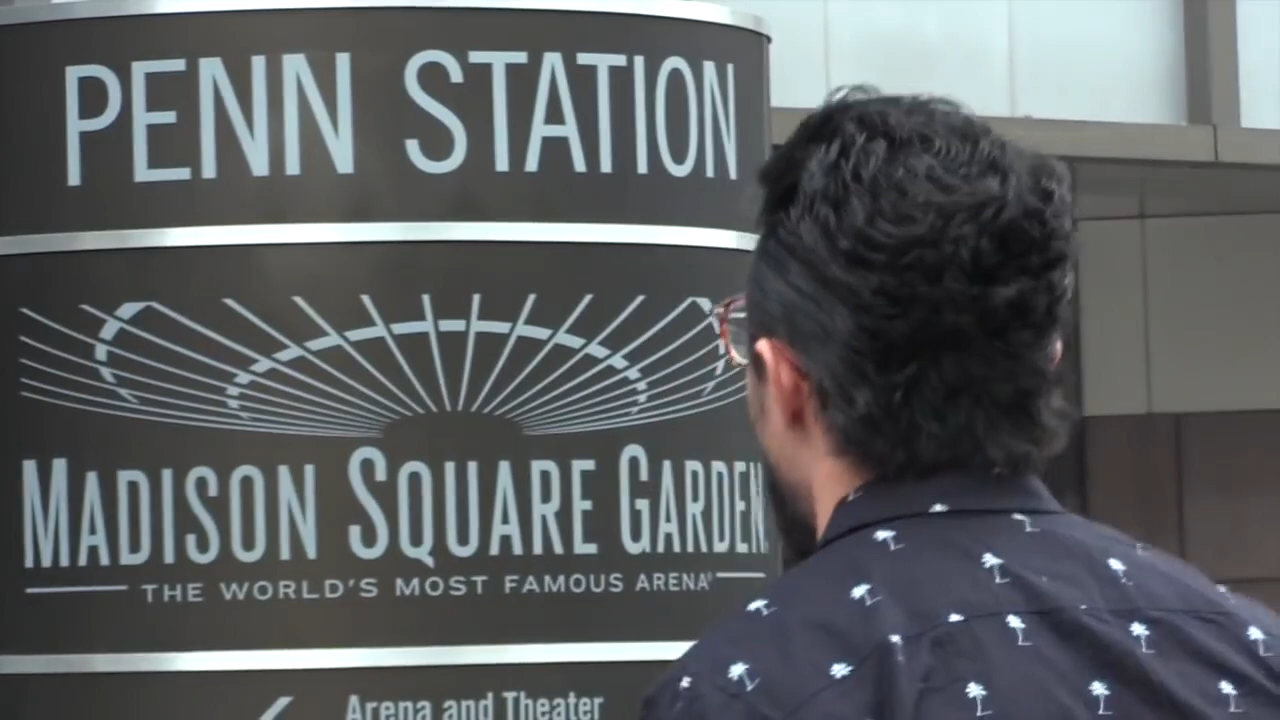 PENN STATION
MADISON SQUARE GARDEN
THE WORLD'S MOST FAMOUS ARENA®
Arena and Theater